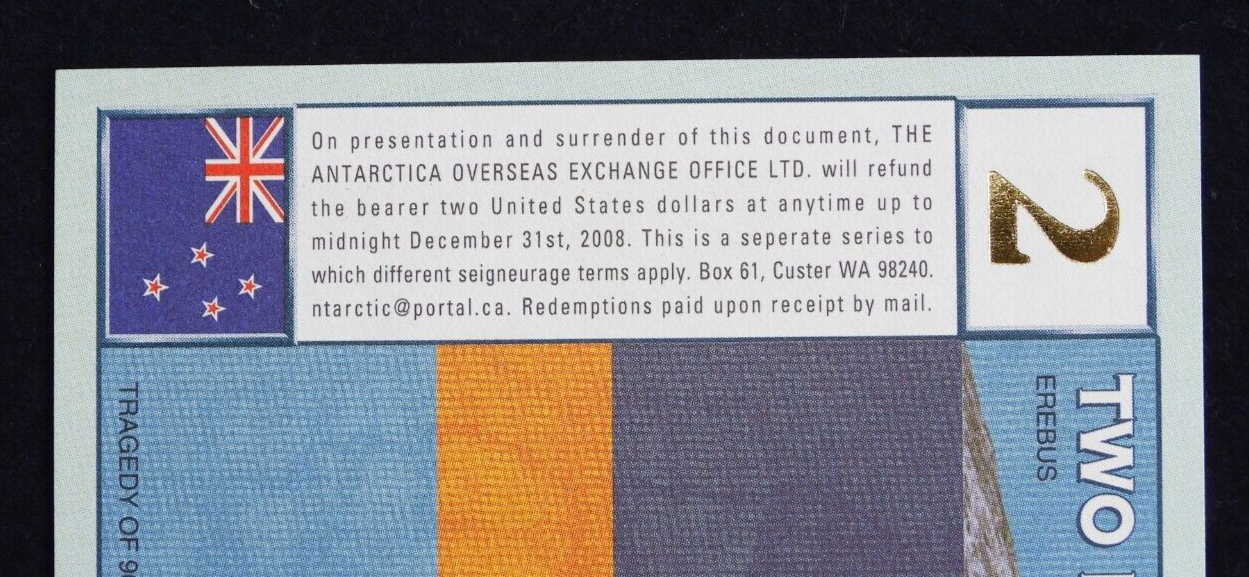 On presentation and surrender of this document, THE
ANTARCTICA OVERSEAS EXCHANGE OFFICE LTD. will refund
the bearer two United States dollars at anytime up to
midnight December 31st, 2008. This is a seperate series to
which different seigneurage terms apply. Box 61, Custer WA 98240.
ntarctic@portal.ca. Redemptions paid upon receipt by mail.
2
TWO
EREBUS
TRAGEDY OF